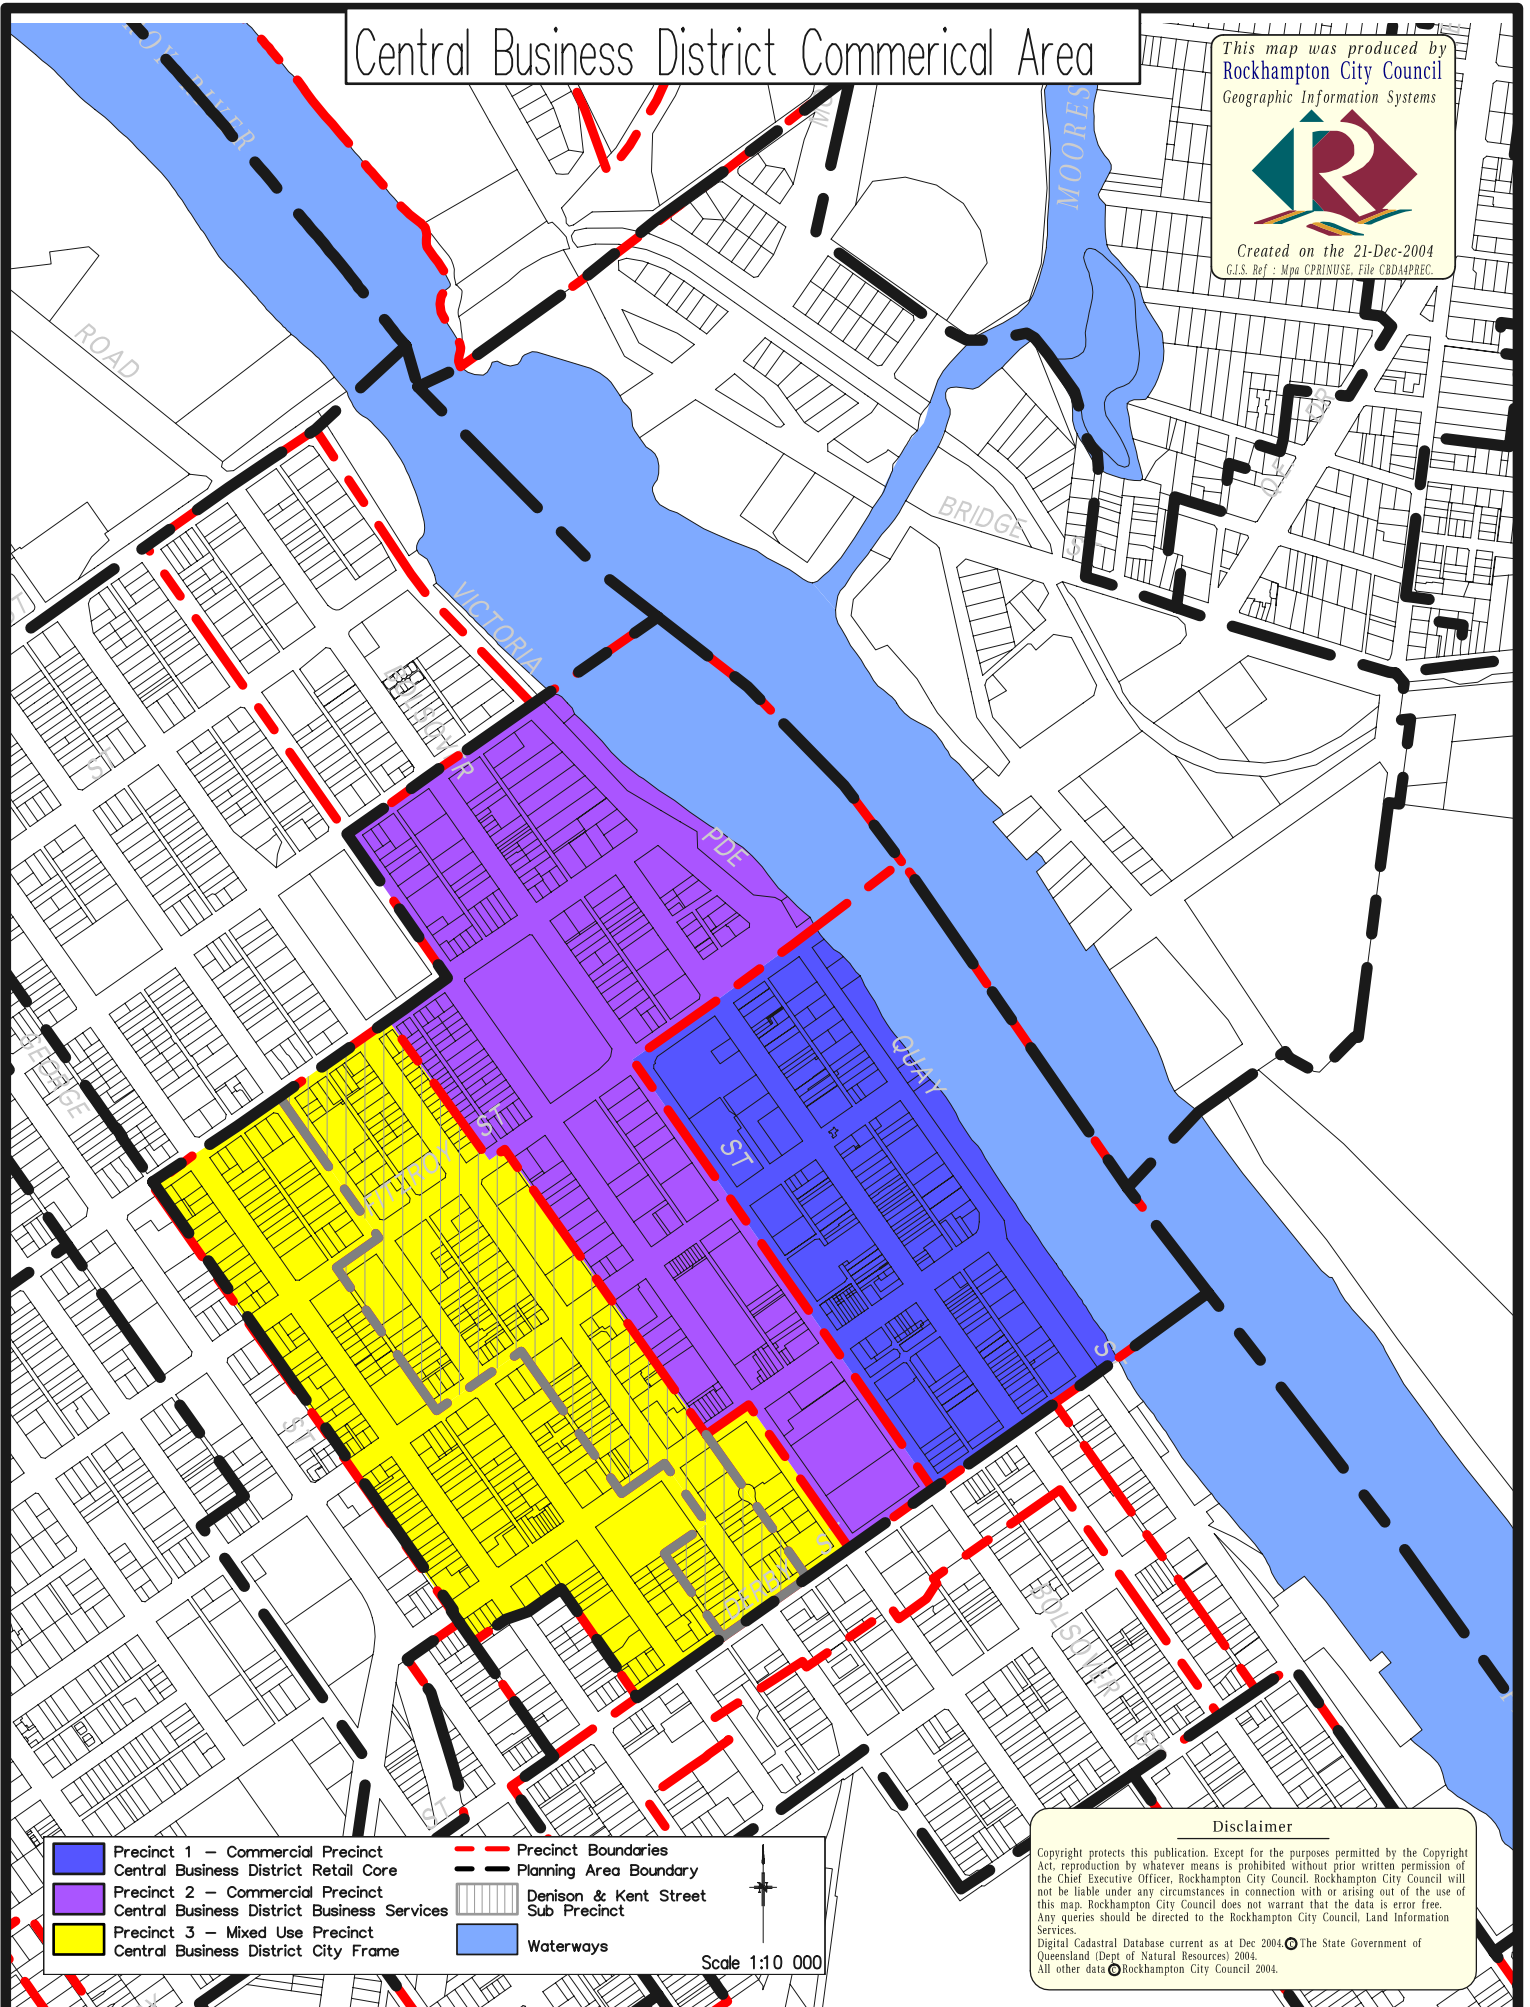 Central Business District Commerical Area
This map was produced by
Rockhampton City Council
Geographic Information Systems
R
Created on the 21-Dec-2004
G.I.S. Ref : Mpa CPRINUSE, File CBDA4PREC.
RIVER
MOORES
ROAD
BRIDGE
ST
VICTORIA
ST
PDE
GEORGE
QUAY
ST
FITZROY
ST
ST
ST
DERBY
BOLSOVER
ST
Precinct 1 – Commercial Precinct
Central Business District Retail Core
Precinct 2 – Commercial Precinct
Central Business District Business Services
Precinct 3 – Mixed Use Precinct
Central Business District City Frame
Precinct Boundaries
Planning Area Boundary
Denison & Kent Street
Sub Precinct
Waterways
N
Scale 1:10 000
Disclaimer
Copyright protects this publication. Except for the purposes permitted by the Copyright
Act, reproduction by whatever means is prohibited without prior written permission of
the Chief Executive Officer, Rockhampton City Council. Rockhampton City Council will
not be liable under any circumstances in connection with or arising out of the use of
this map. Rockhampton City Council does not warrant that the data is error free.
Any queries should be directed to the Rockhampton City Council, Land Information
Services.
Digital Cadastral Database current as at Dec 2004. © The State Government of
Queensland (Dept of Natural Resources) 2004.
All other data © Rockhampton City Council 2004.